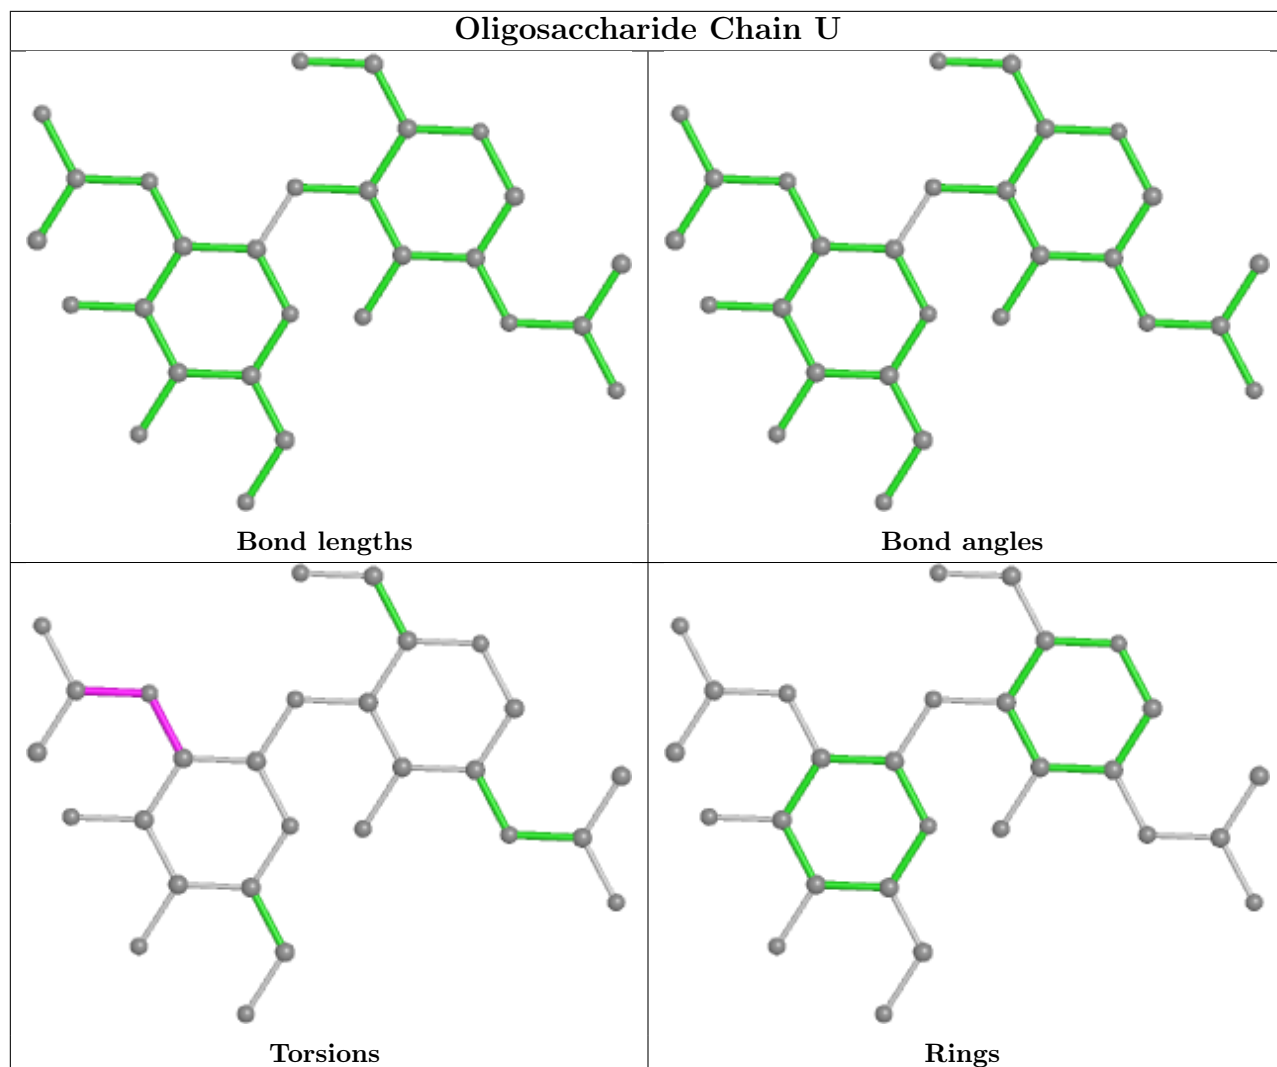 Oligosaccharide Chain U
Bond lengths
Bond angles
Torsions
Rings